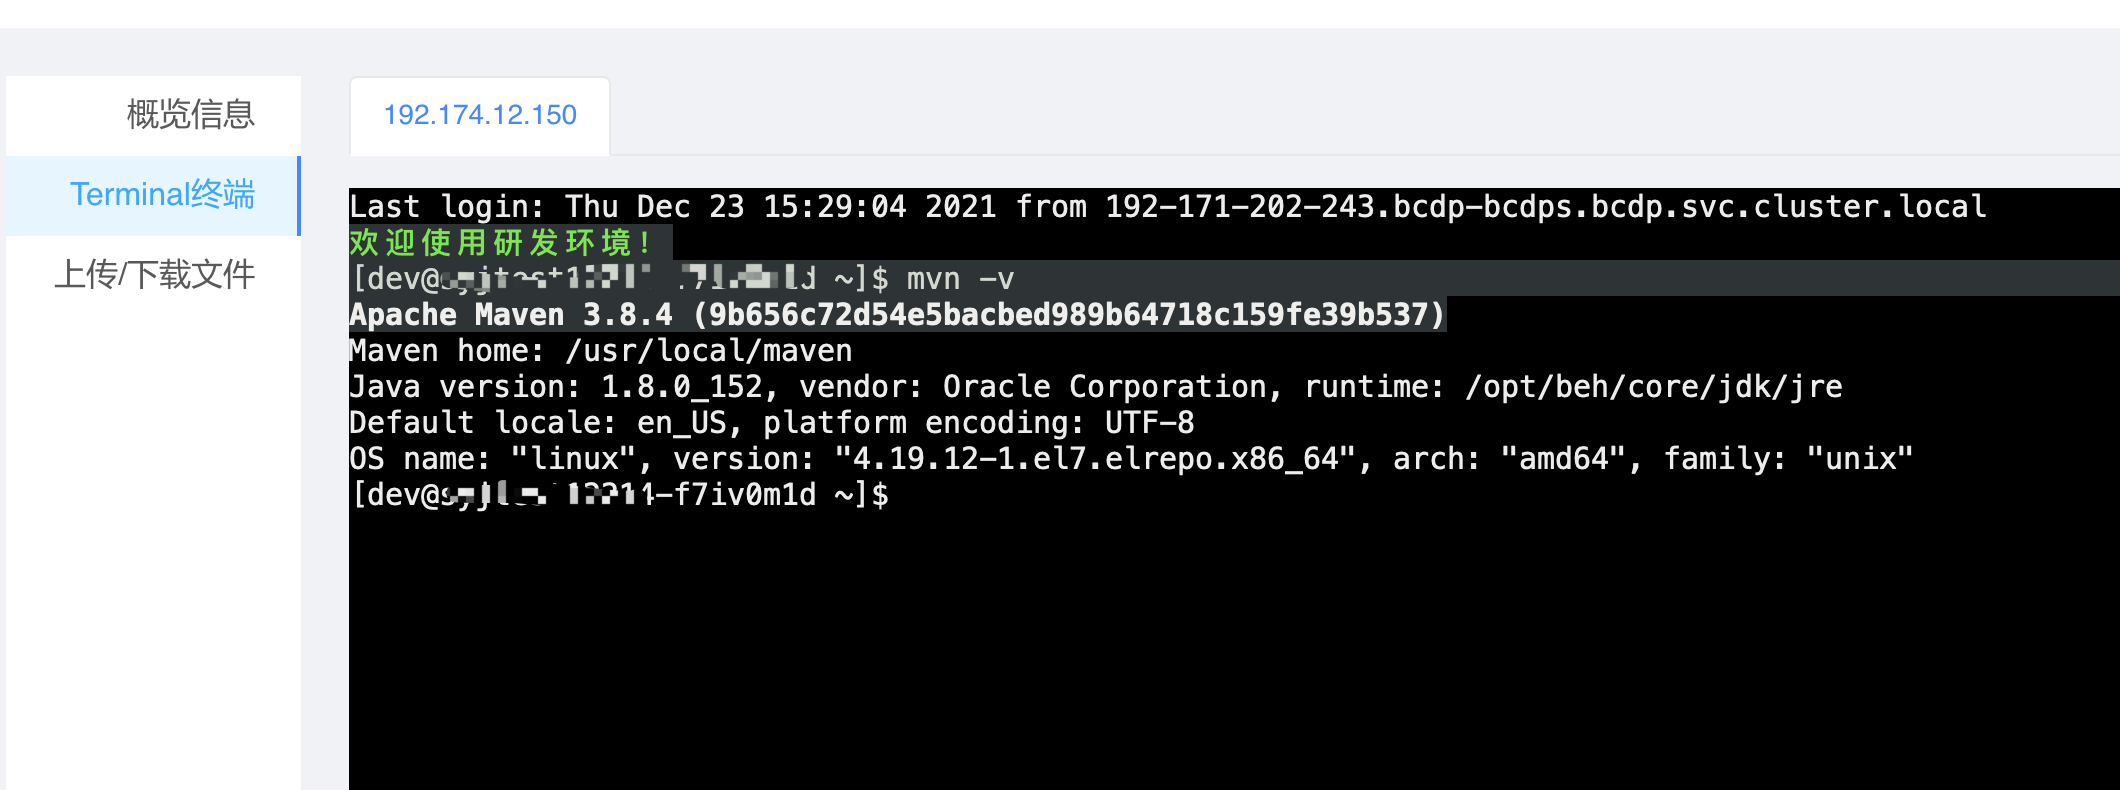 概览信息
Terminal终端
上传/下载文件
192.174.12.150
Last login: Thu Dec 23 15:29:04 2021 from 192-171-202-243.bcdp-bcdps.bcdp.svc.cluster.local
欢迎使用研发环境!
[dev@ ~]$ mvn -v
Apache Maven 3.8.4 (9b656c72d54e5bacbed989b64718c159fe39b537)
Maven home: /usr/local/maven
Java version: 1.8.0_152, vendor: Oracle Corporation, runtime: /opt/beh/core/jdk/jre
Default locale: en_US, platform encoding: UTF-8
OS name: "linux", version: "4.19.12-1.el7.elrepo.x86_64", arch: "amd64", family: "unix"
[dev@ -f7iv0m1d ~]$